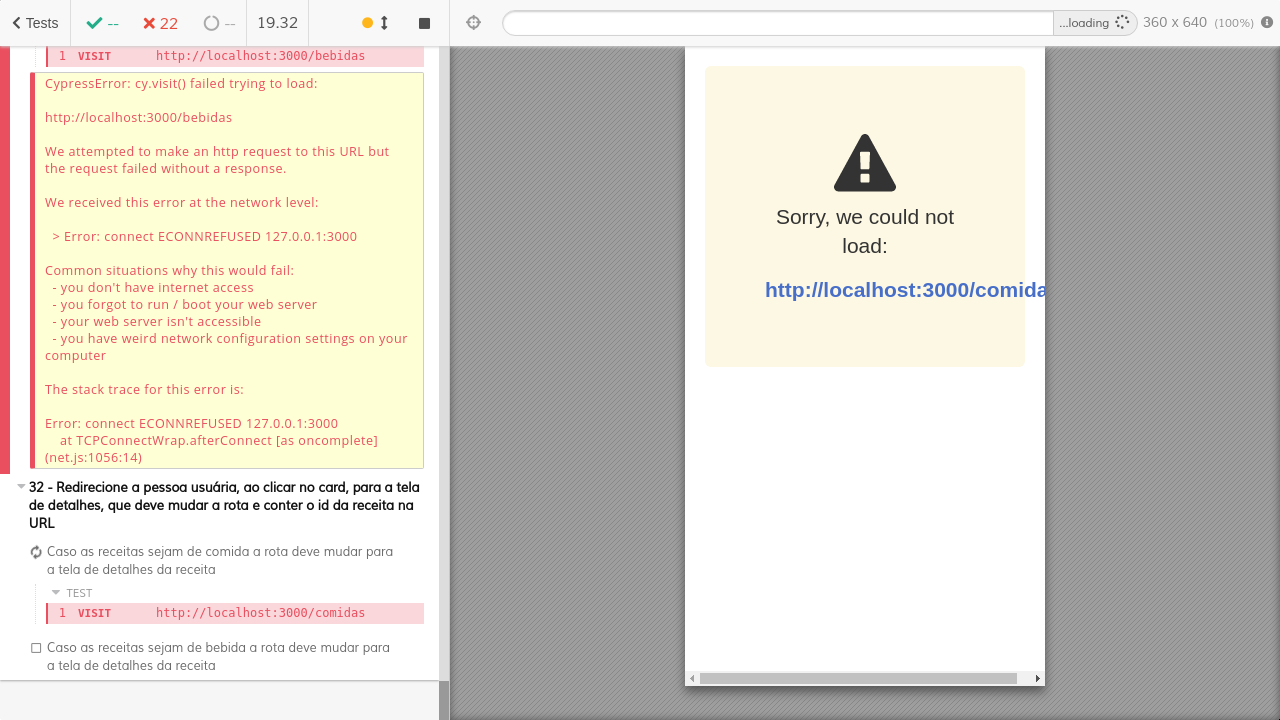 Tests
--
22
--
19.32
...loading
360 x 640 (100%)
1 VISIT http://localhost:3000/bebidas
CypressError: cy.visit() failed trying to load:
http://localhost:3000/bebidas
We attempted to make an http request to this URL but
the request failed without a response.
We received this error at the network level:
> Error: connect ECONNREFUSED 127.0.0.1:3000
Common situations why this would fail:
- you don't have internet access
- you forgot to run / boot your web server
- your web server isn't accessible
- you have weird network configuration settings on your
computer
The stack trace for this error is:
Error: connect ECONNREFUSED 127.0.0.1:3000
at TCPConnectWrap.afterConnect [as oncomplete]
(net.js:1056:14)
32 - Redirecione a pessoa usuária, ao clicar no card, para a tela
de detalhes, que deve mudar a rota e conter o id da receita na
URL
Caso as receitas sejam de comida a rota deve mudar para
a tela de detalhes da receita
TEST
1 VISIT http://localhost:3000/comidas
Caso as receitas sejam de bebida a rota deve mudar para
a tela de detalhes da receita
Sorry, we could not
load:
http://localhost:3000/comida